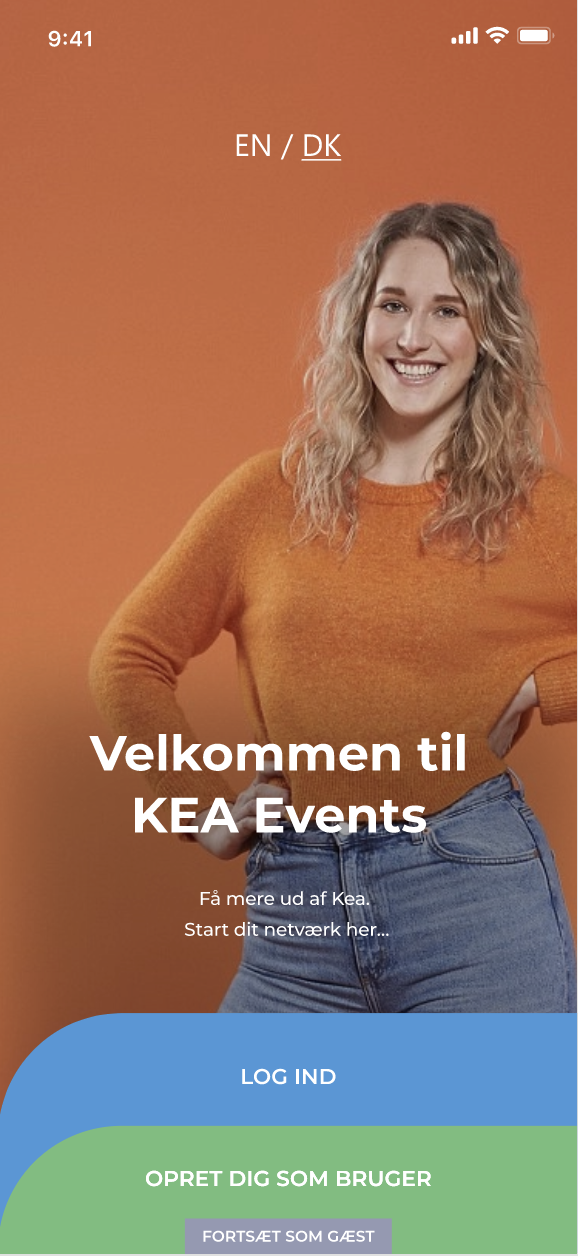 9:41
EN / DK
Velkommen til
KEA Events
Få mere ud af Kea.
Start dit netværk her...
LOG IND
OPRET DIG SOM BRUGER
FORTSÆT SOM GÆST